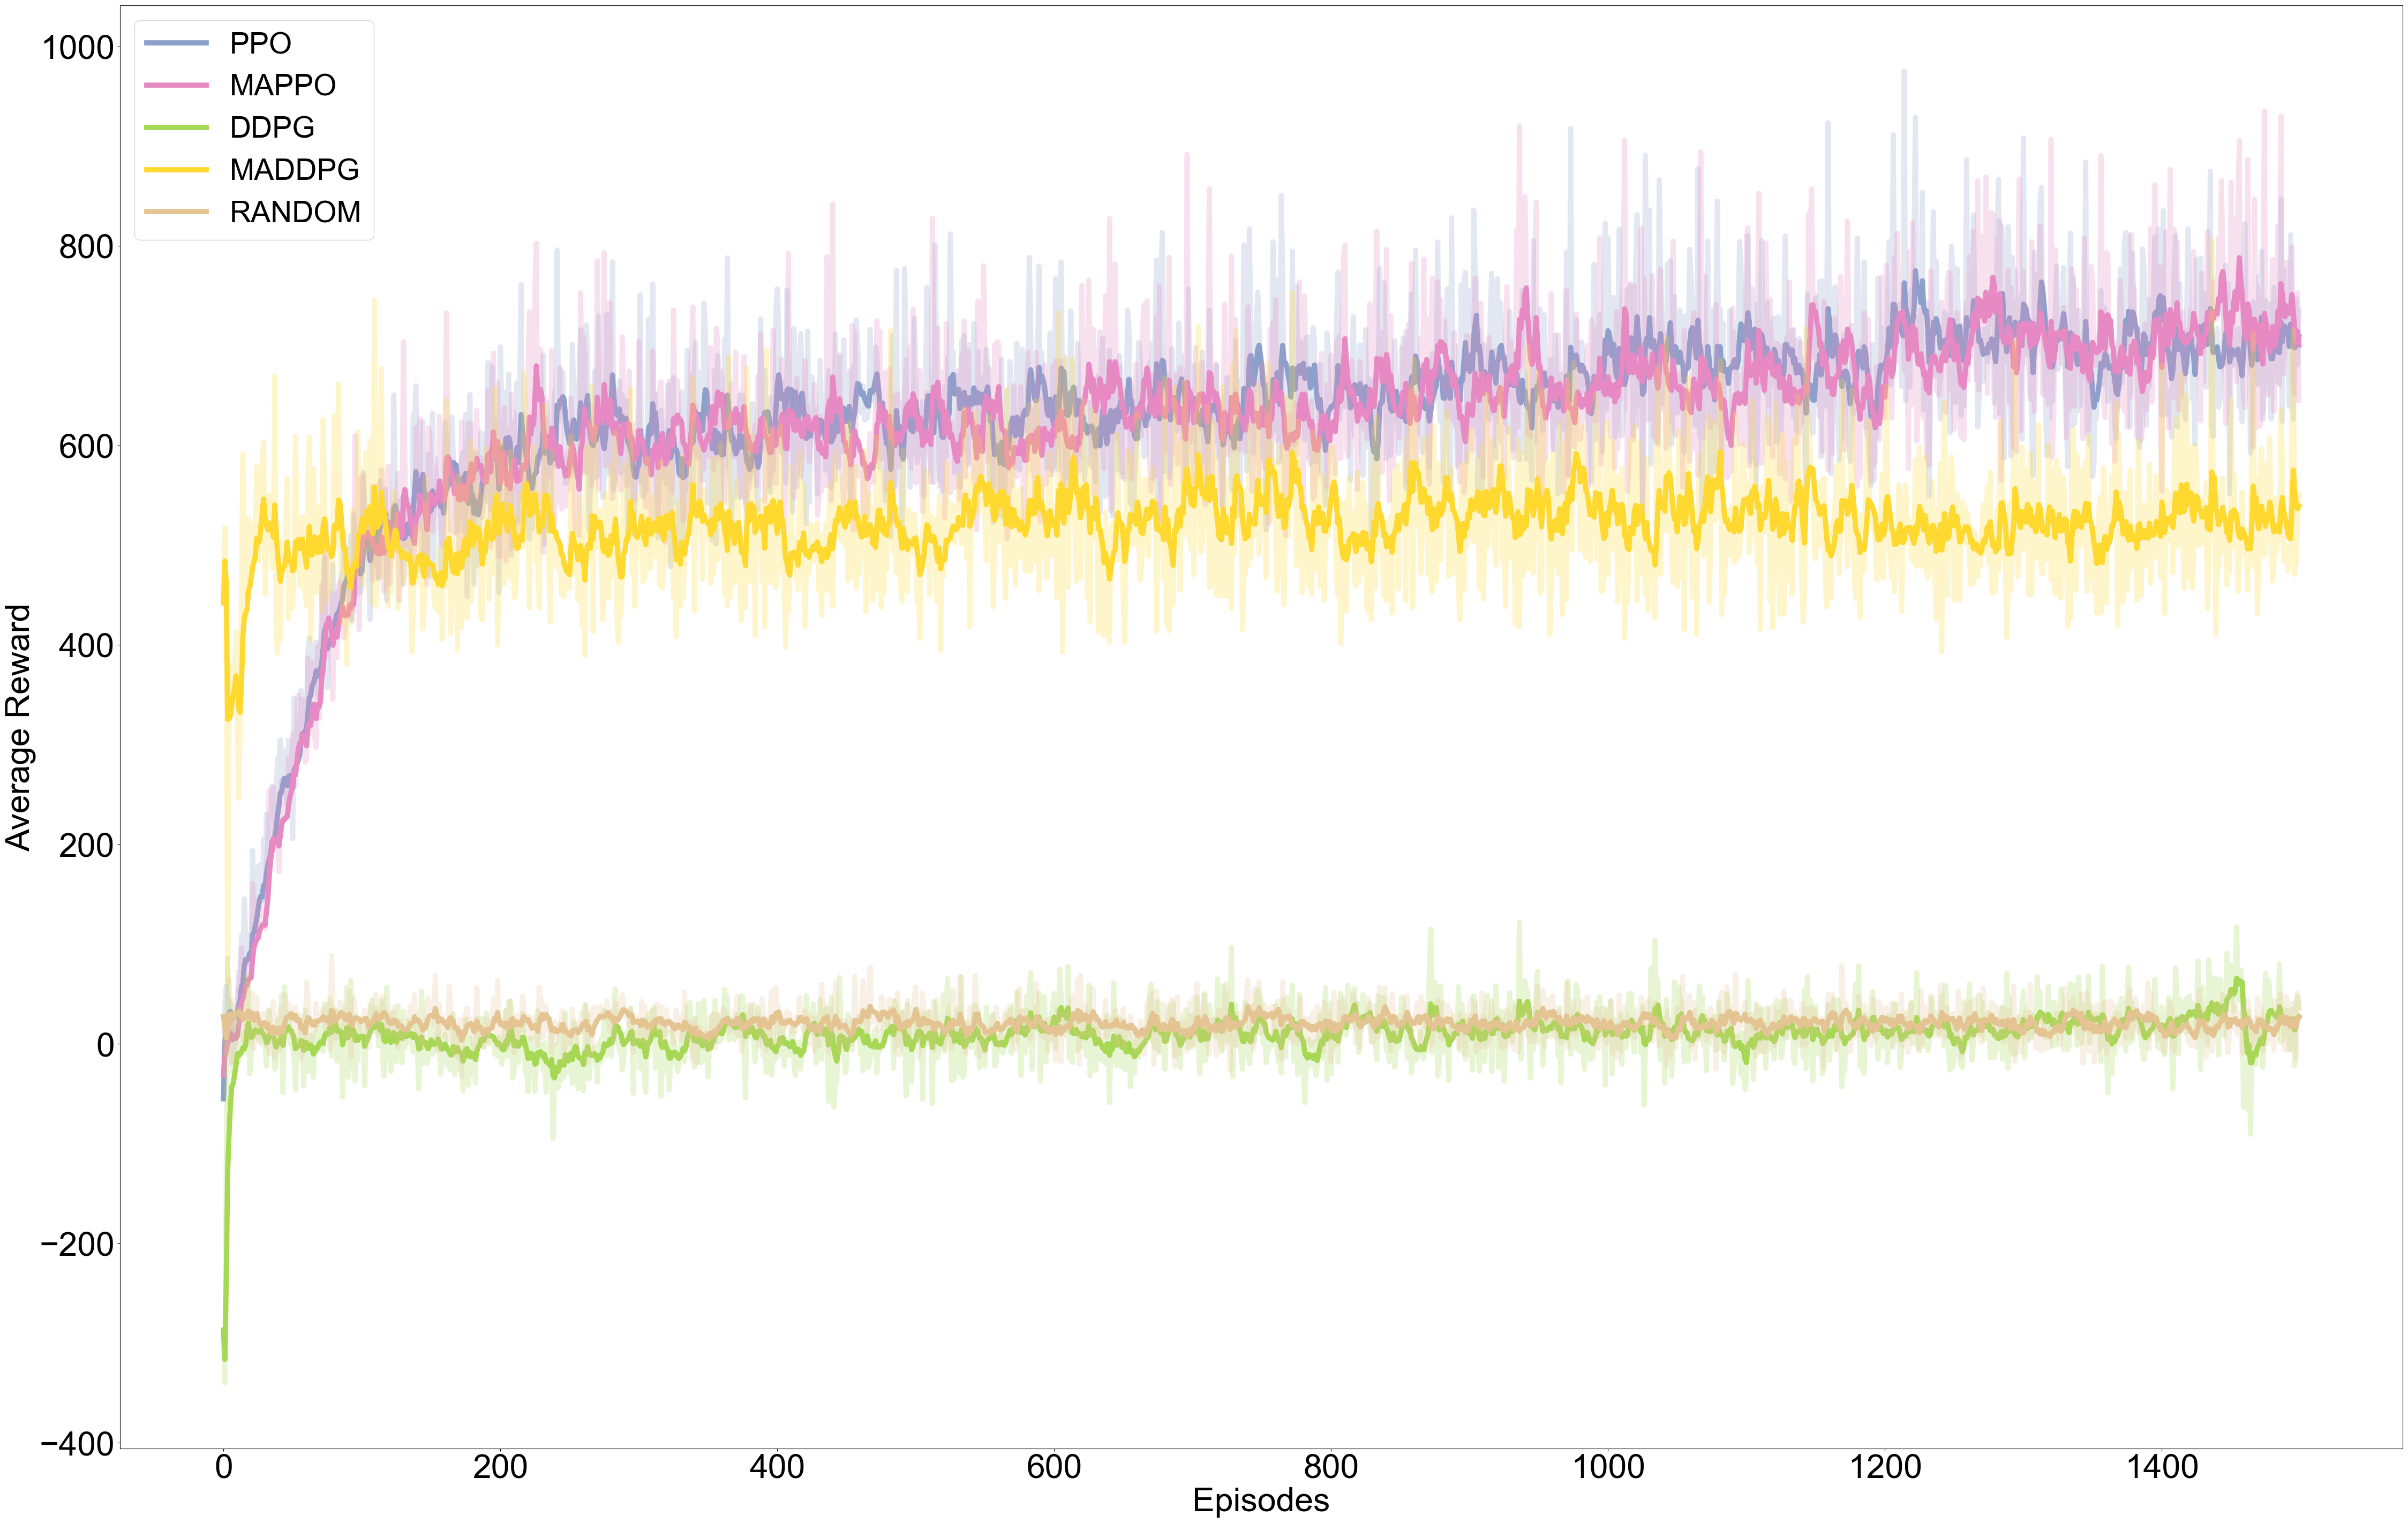 1000
800
600
400
200
0
−200
−400
Average Reward
PPO
MAPPO
DDPG
MADDPG
RANDOM
0 200 400 600 800 1000 1200 1400
Episodes